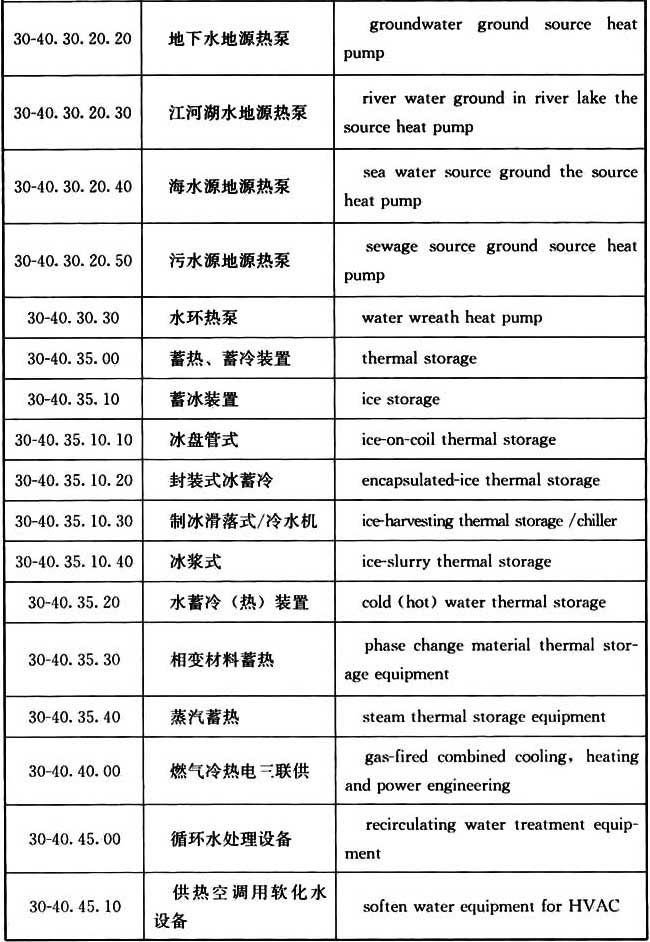 30-40.30.20.20 地下水地源热泵 groundwater ground source heat
pump
30-40.30.20.30 江河湖水地源热泵 river water ground in river lake the
source heat pump
30-40.30.20.40 海水源地源热泵 sea water source ground the source
heat pump
30-40.30.20.50 污水源地源热泵 sewage source ground source heat
pump
30-40.30.30 水环热泵 water wreath heat pump
30-40.35.00 蓄热、蓄冷装置 thermal storage
30-40.35.10 蓄冰装置 ice storage
30-40.35.10.10 冰盘管式 ice-on-coil thermal storage
30-40.35.10.20 封装式冰蓄冷 encapsulated-ice thermal storage
30-40.35.10.30 制冰滑落式/冷水机 ice-harvesting thermal storage /chiller
30-40.35.10.40 冰浆式 ice-slurry thermal storage
30-40.35.20 水蓄冷（热）装置 cold (hot) water thermal storage
30-40.35.30 相变材料蓄热 phase change material thermal stor-
age equipment
30-40.35.40 蒸汽蓄热 steam thermal storage equipment
30-40.40.00 燃气冷热电三联供 gas-fired combined cooling, heating
and power engineering
30-40.45.00 循环水处理设备 recirculating water treatment equip-
ment
30-40.45.10 供热空调用软化水 soften water equipment for HVAC
设备